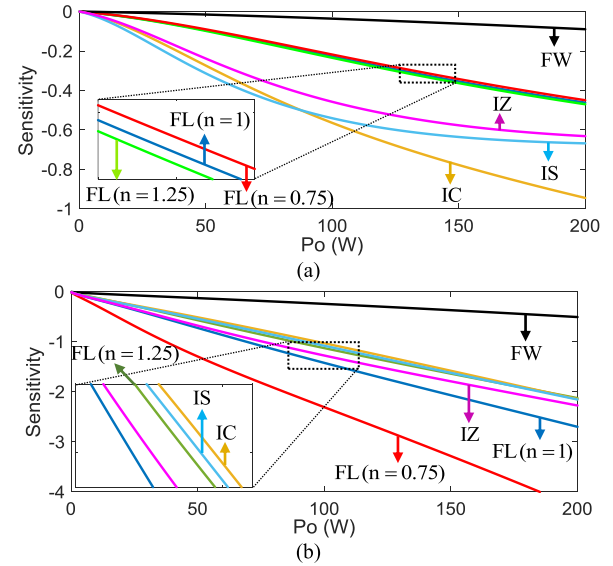 0
-0.2
-0.4
-0.6
-0.8
-1
Sensitivity
FW
IZ
IS
IC
FL(n=1)
FL(n=1.25)
FL(n=0.75)
0 50 100 150 200
Po (W)
(a)
0
-1
-2
-3
-4
Sensitivity
FW
FL(n=1.25)
IS
IC
IZ
FL(n=1)
FL(n=0.75)
0 50 100 150 200
Po (W)
(b)